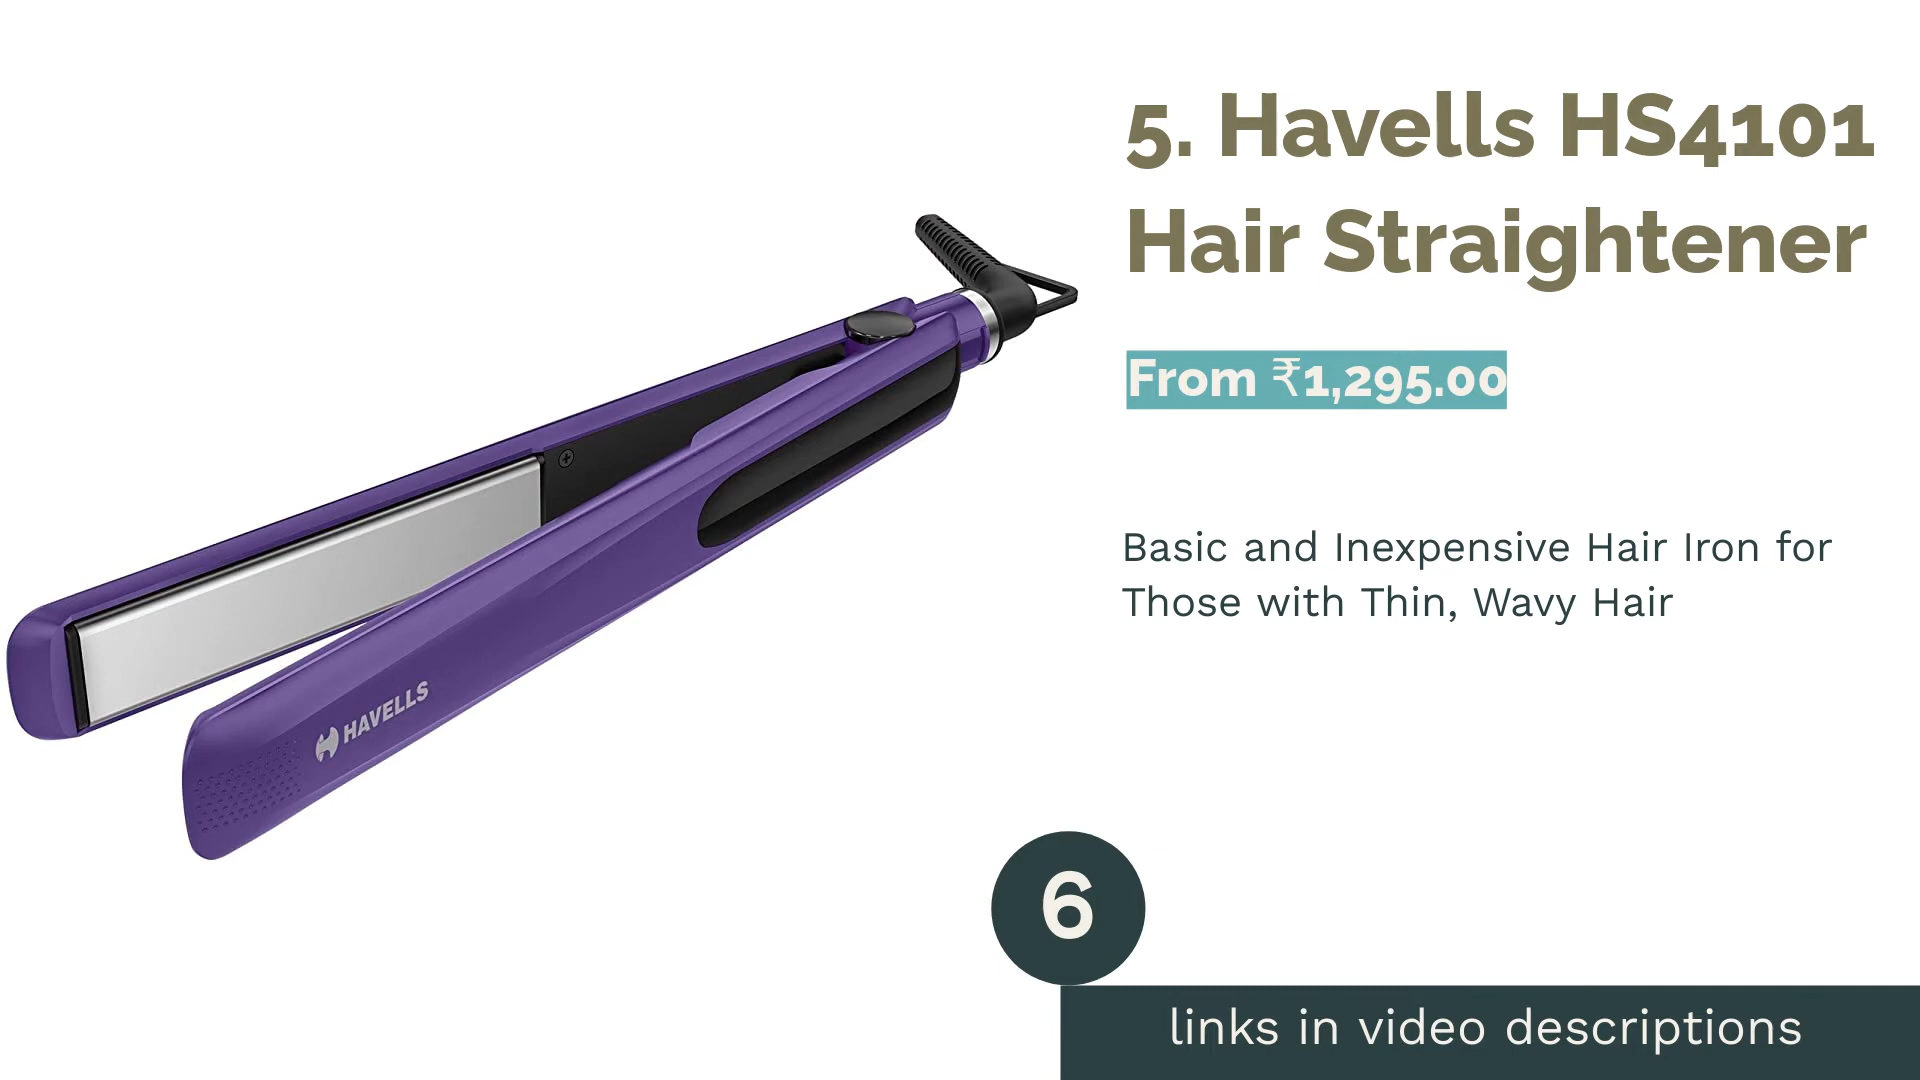 5. Havells HS4101
Hair Straightener
From ₹1,295.00
Basic and Inexpensive Hair Iron for
Those with Thin, Wavy Hair
HAVELLS
6
links in video descriptions